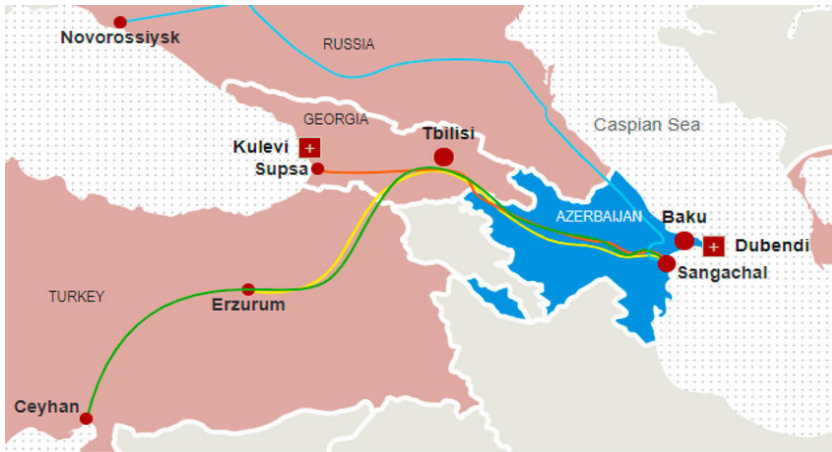 Novorossiysk
RUSSIA
GEORGIA
Caspian Sea
Tbilisi
Kulevi
Supsa
AZERBAIJAN
Baku
Dubendi
Sangachal
TURKEY
Erzurum
Ceyhan